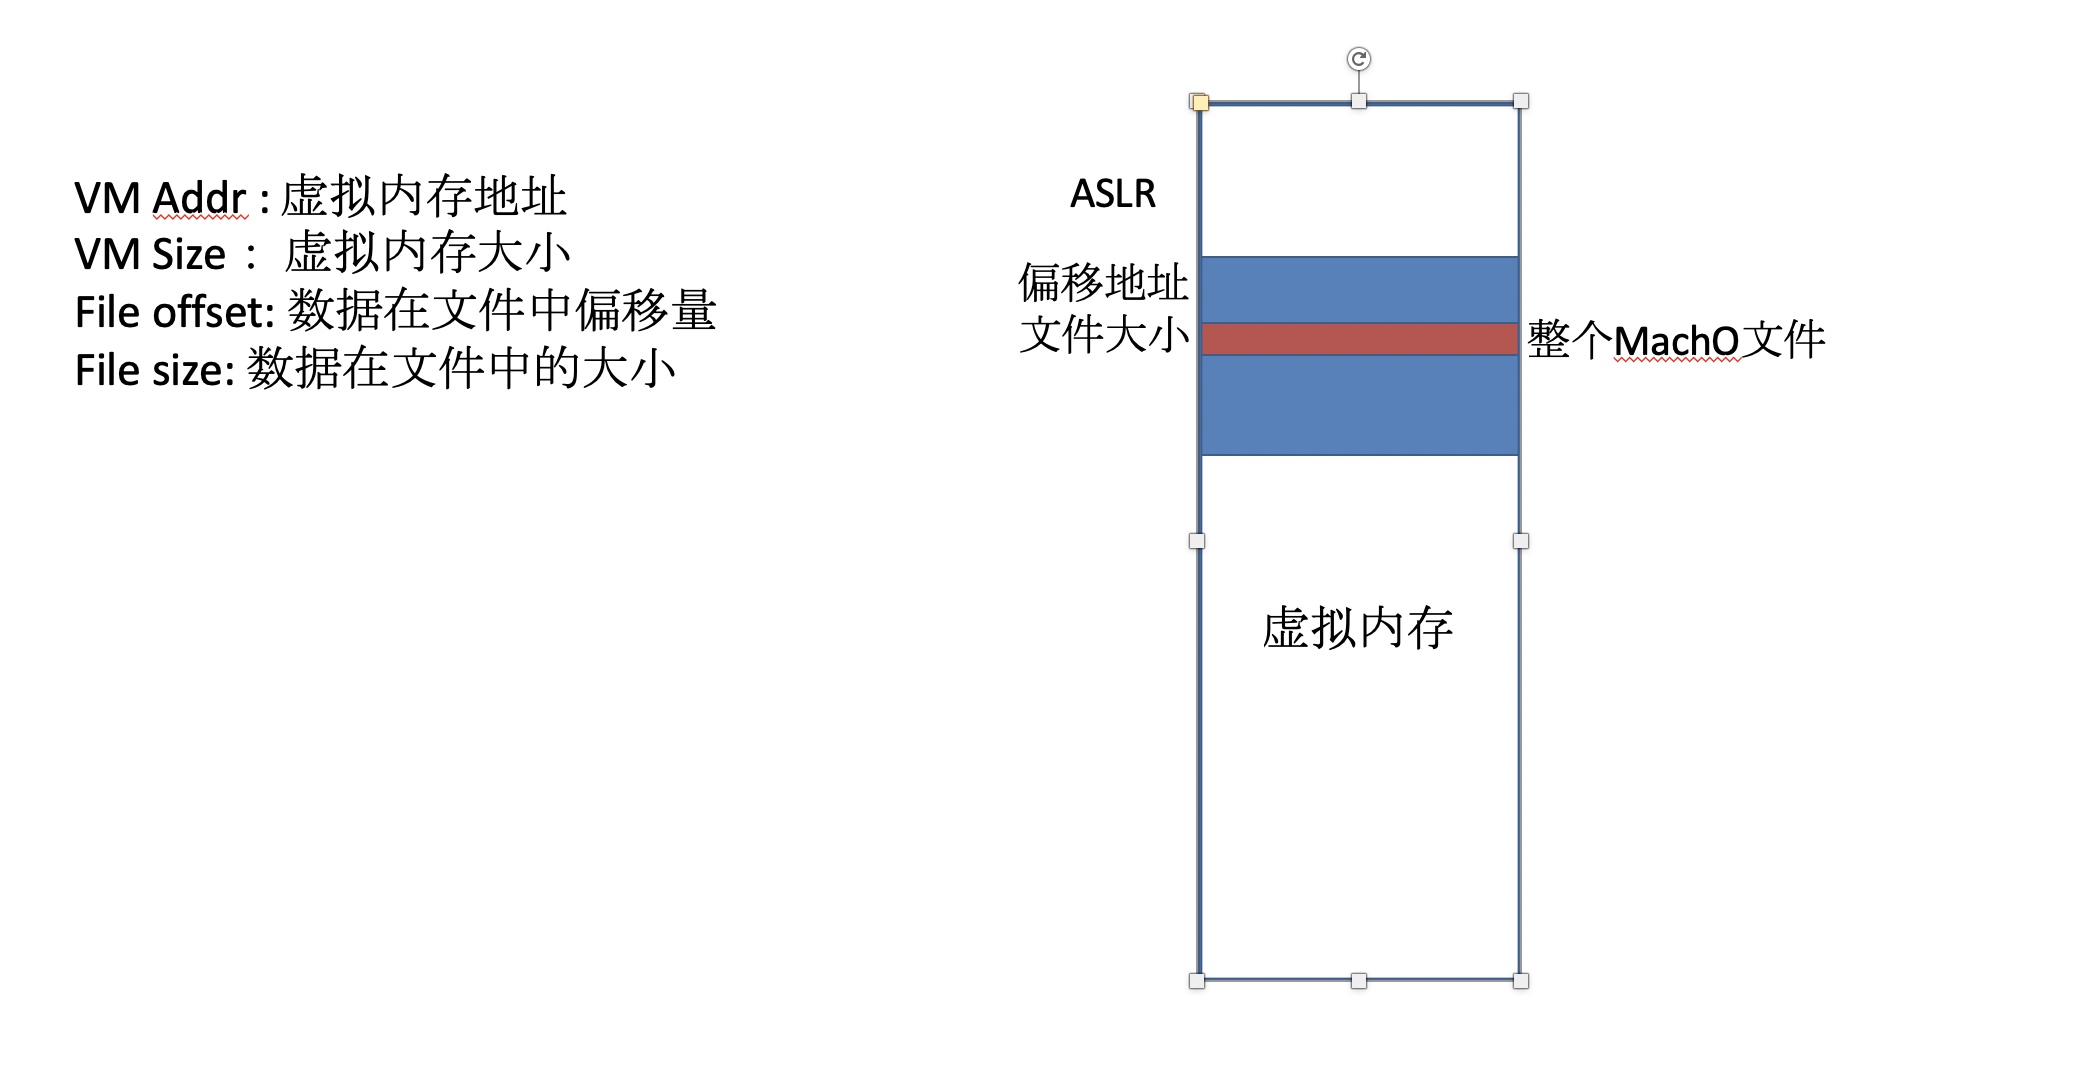 VM Addr : 虚拟内存地址
VM Size ： 虚拟内存大小
File offset: 数据在文件中偏移量
File size: 数据在文件中的大小
ASLR
偏移地址
文件大小
整个MachO文件
虚拟内存